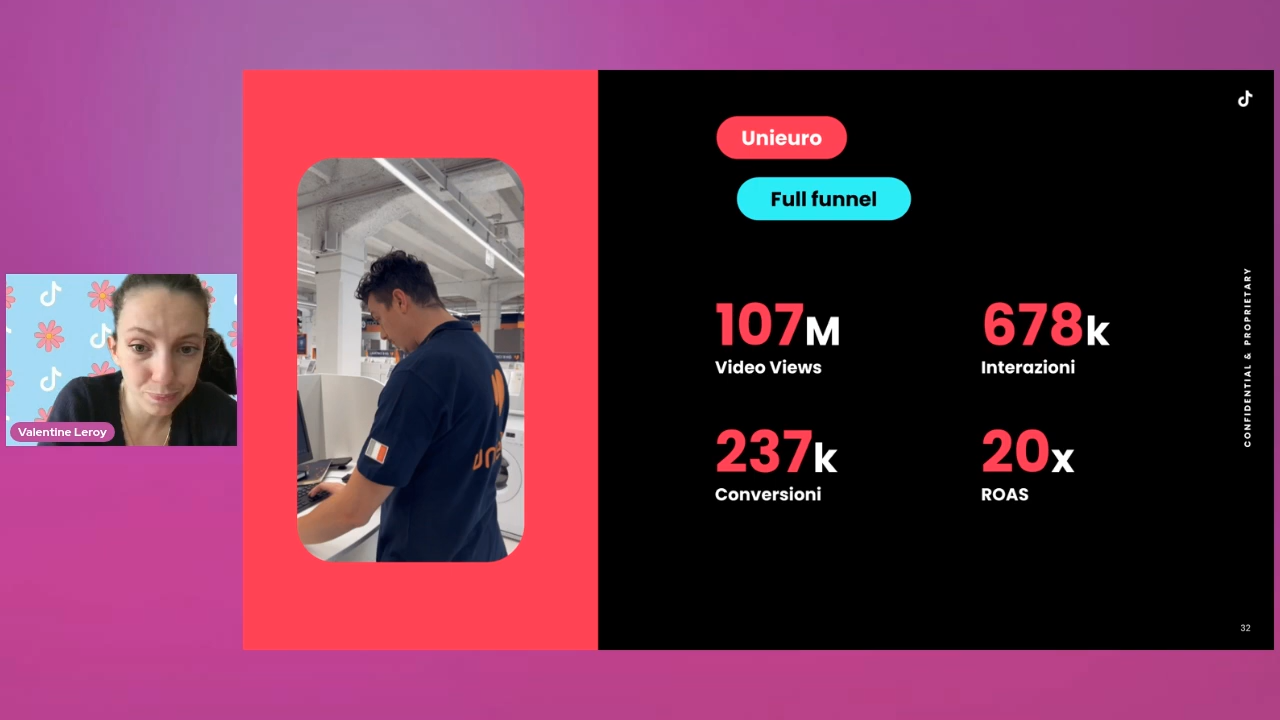 Unieuro
Full funnel
107M
Video Views
678k
Interazioni
237k
Conversioni
20x
ROAS
CONFIDENTIAL & PROPRIETARY
32
Valentine Leroy